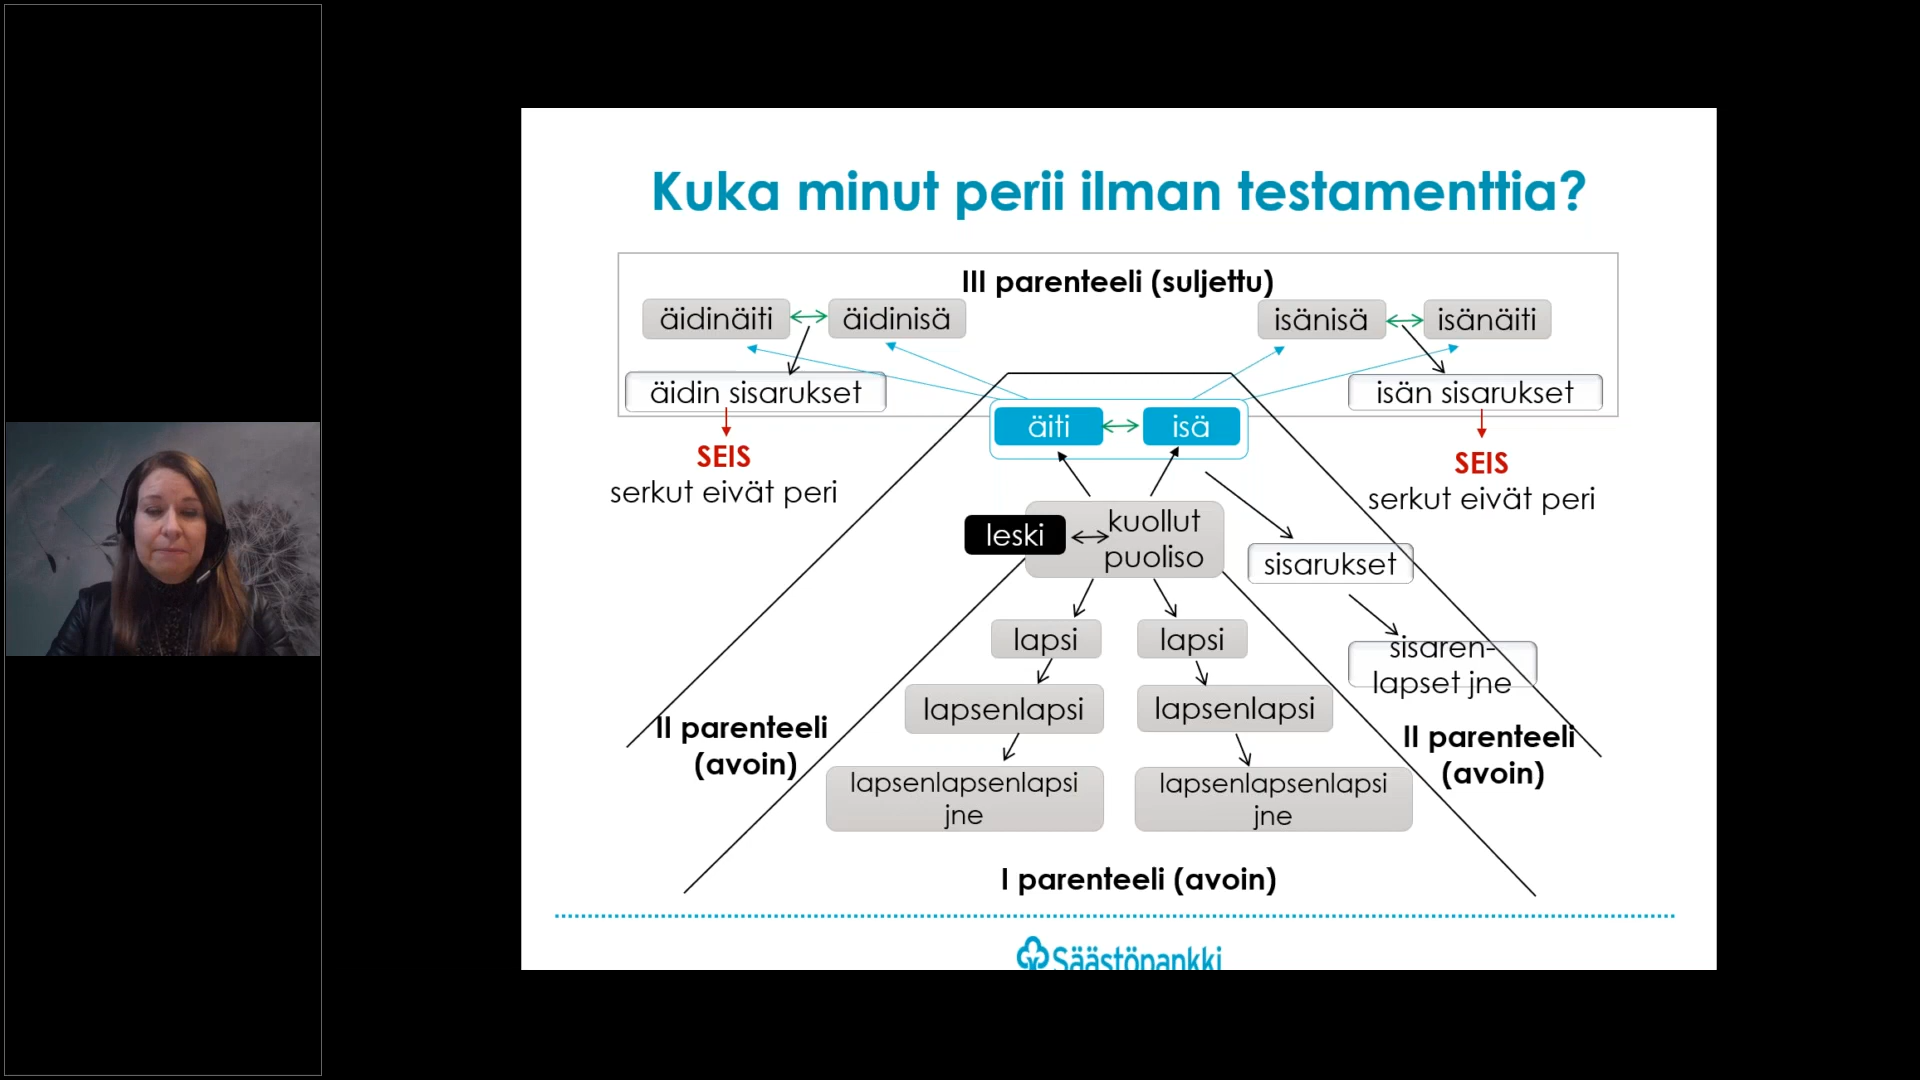 Kuka minut perii ilman testamenttia?
III parenteeli (suljettu)
äidinäiti
äidinisä
isänisä
isänäiti
äidin sisarukset
isän sisarukset
äiti
isä
SEIS
serkut eivät peri
SEIS
serkut eivät peri
leski
kuollut
puoliso
sisarukset
lapsi
lapsi
sisaren-
lapset jne
lapsenlapsi
lapsenlapsi
II parenteeli
(avoin)
II parenteeli
(avoin)
lapsenlapsenlapsi
jne
lapsenlapsenlapsi
jne
I parenteeli (avoin)
Säästöpankki